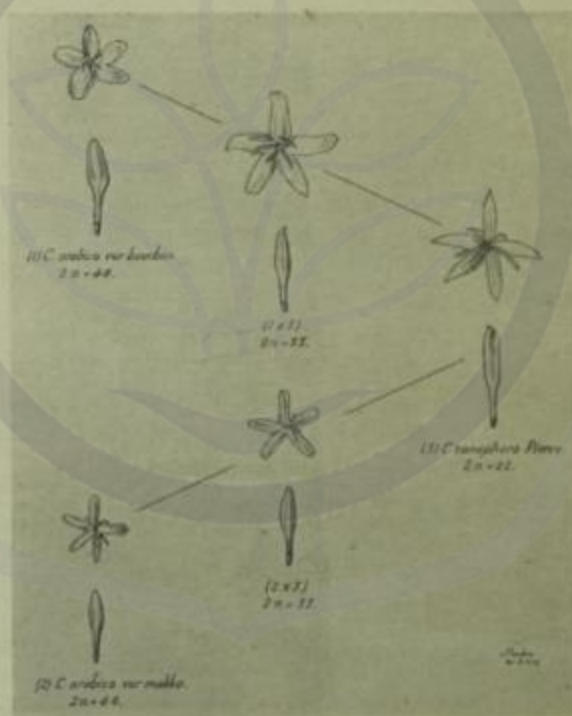 (1) C. arabica var. bourbon.
2n=44.
(1 x 3).
2n=33.
(3) C. canephora Pierre.
2n=22.
(2 x 3)
2n=33.
(2) C. arabica var. mokka.
2n=44.